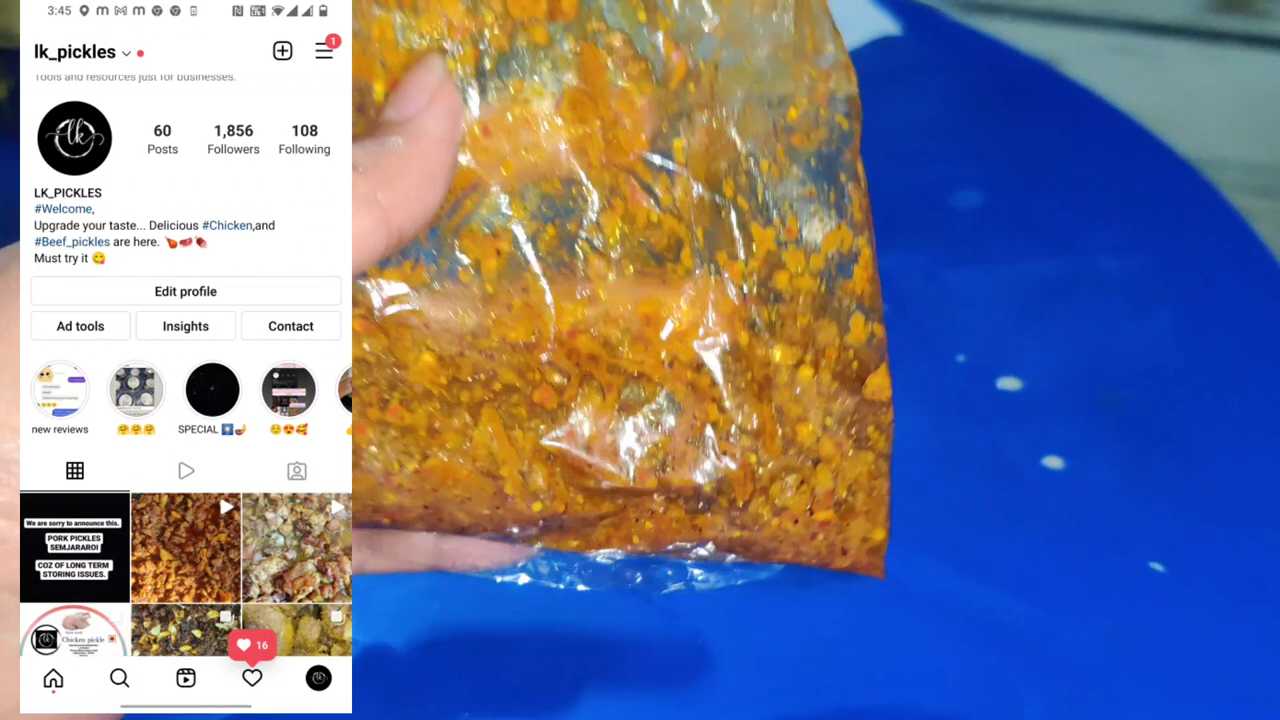 3:45
lk_pickles
1
Tools and resources just for businesses.
lk
60
1,856
108
Posts
Followers
Following
LK_PICKLES
#Welcome,
Upgrade your taste... Delicious #Chicken,and
#Beef_pickles are here. 🍗🥩🍖
Must try it 😋
Edit profile
Ad tools
Insights
Contact
new reviews
🤗🤗🤗
SPECIAL 🎇🪔
☺️😍🥰
We are sorry to announce this.
PORK PICKLES
SEMJARAROI
COZ OF LONG TERM
STORING ISSUES.
lk
Chicken pickle
16